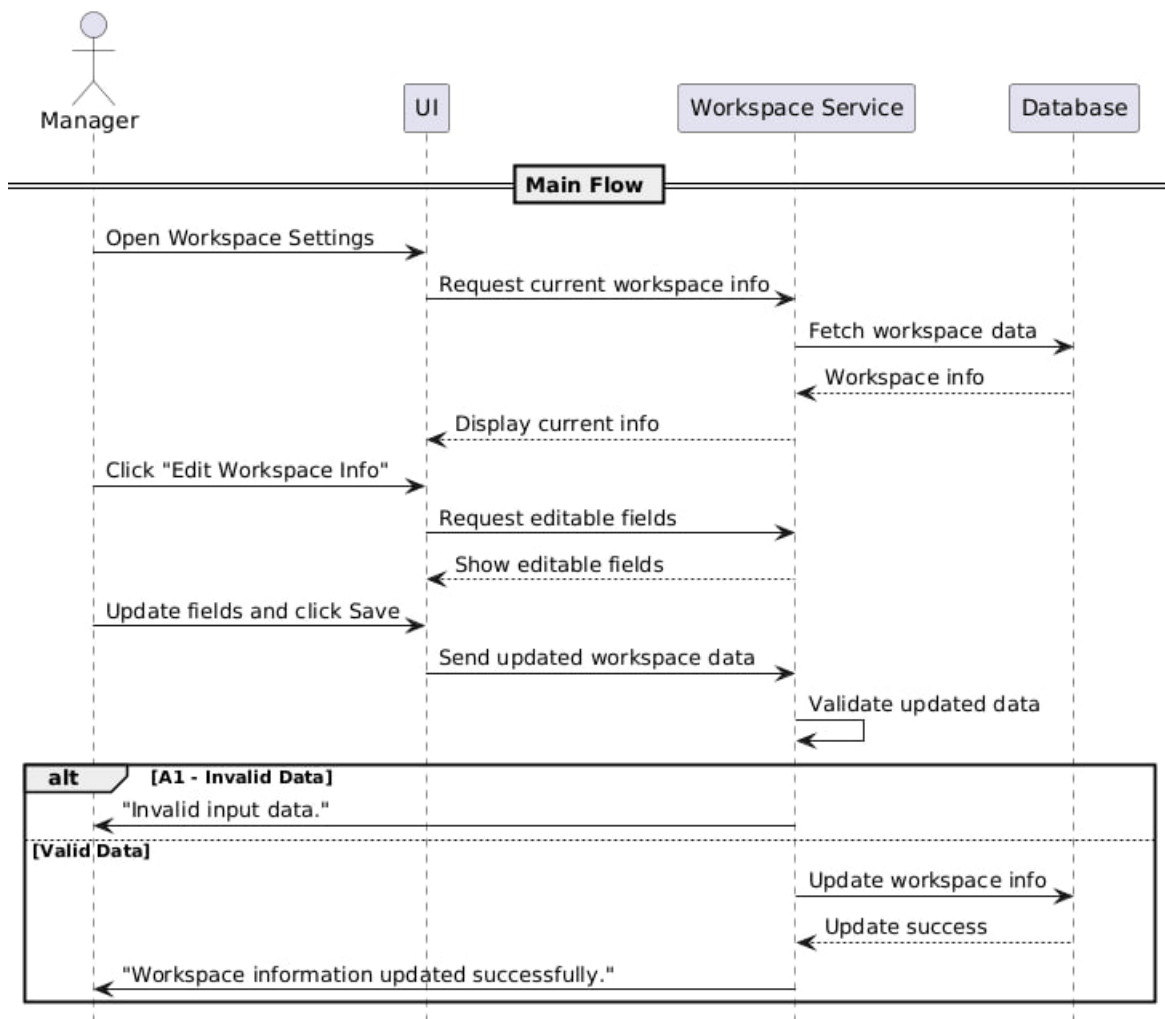 Manager
UI
Workspace Service
Database
Main Flow
Open Workspace Settings
Request current workspace info
Fetch workspace data
Workspace info
Display current info
Click "Edit Workspace Info"
Request editable fields
Show editable fields
Update fields and click Save
Send updated workspace data
Validate updated data
alt [A1 - Invalid Data]
"Invalid input data."
[Valid Data]
Update workspace info
Update success
"Workspace information updated successfully."